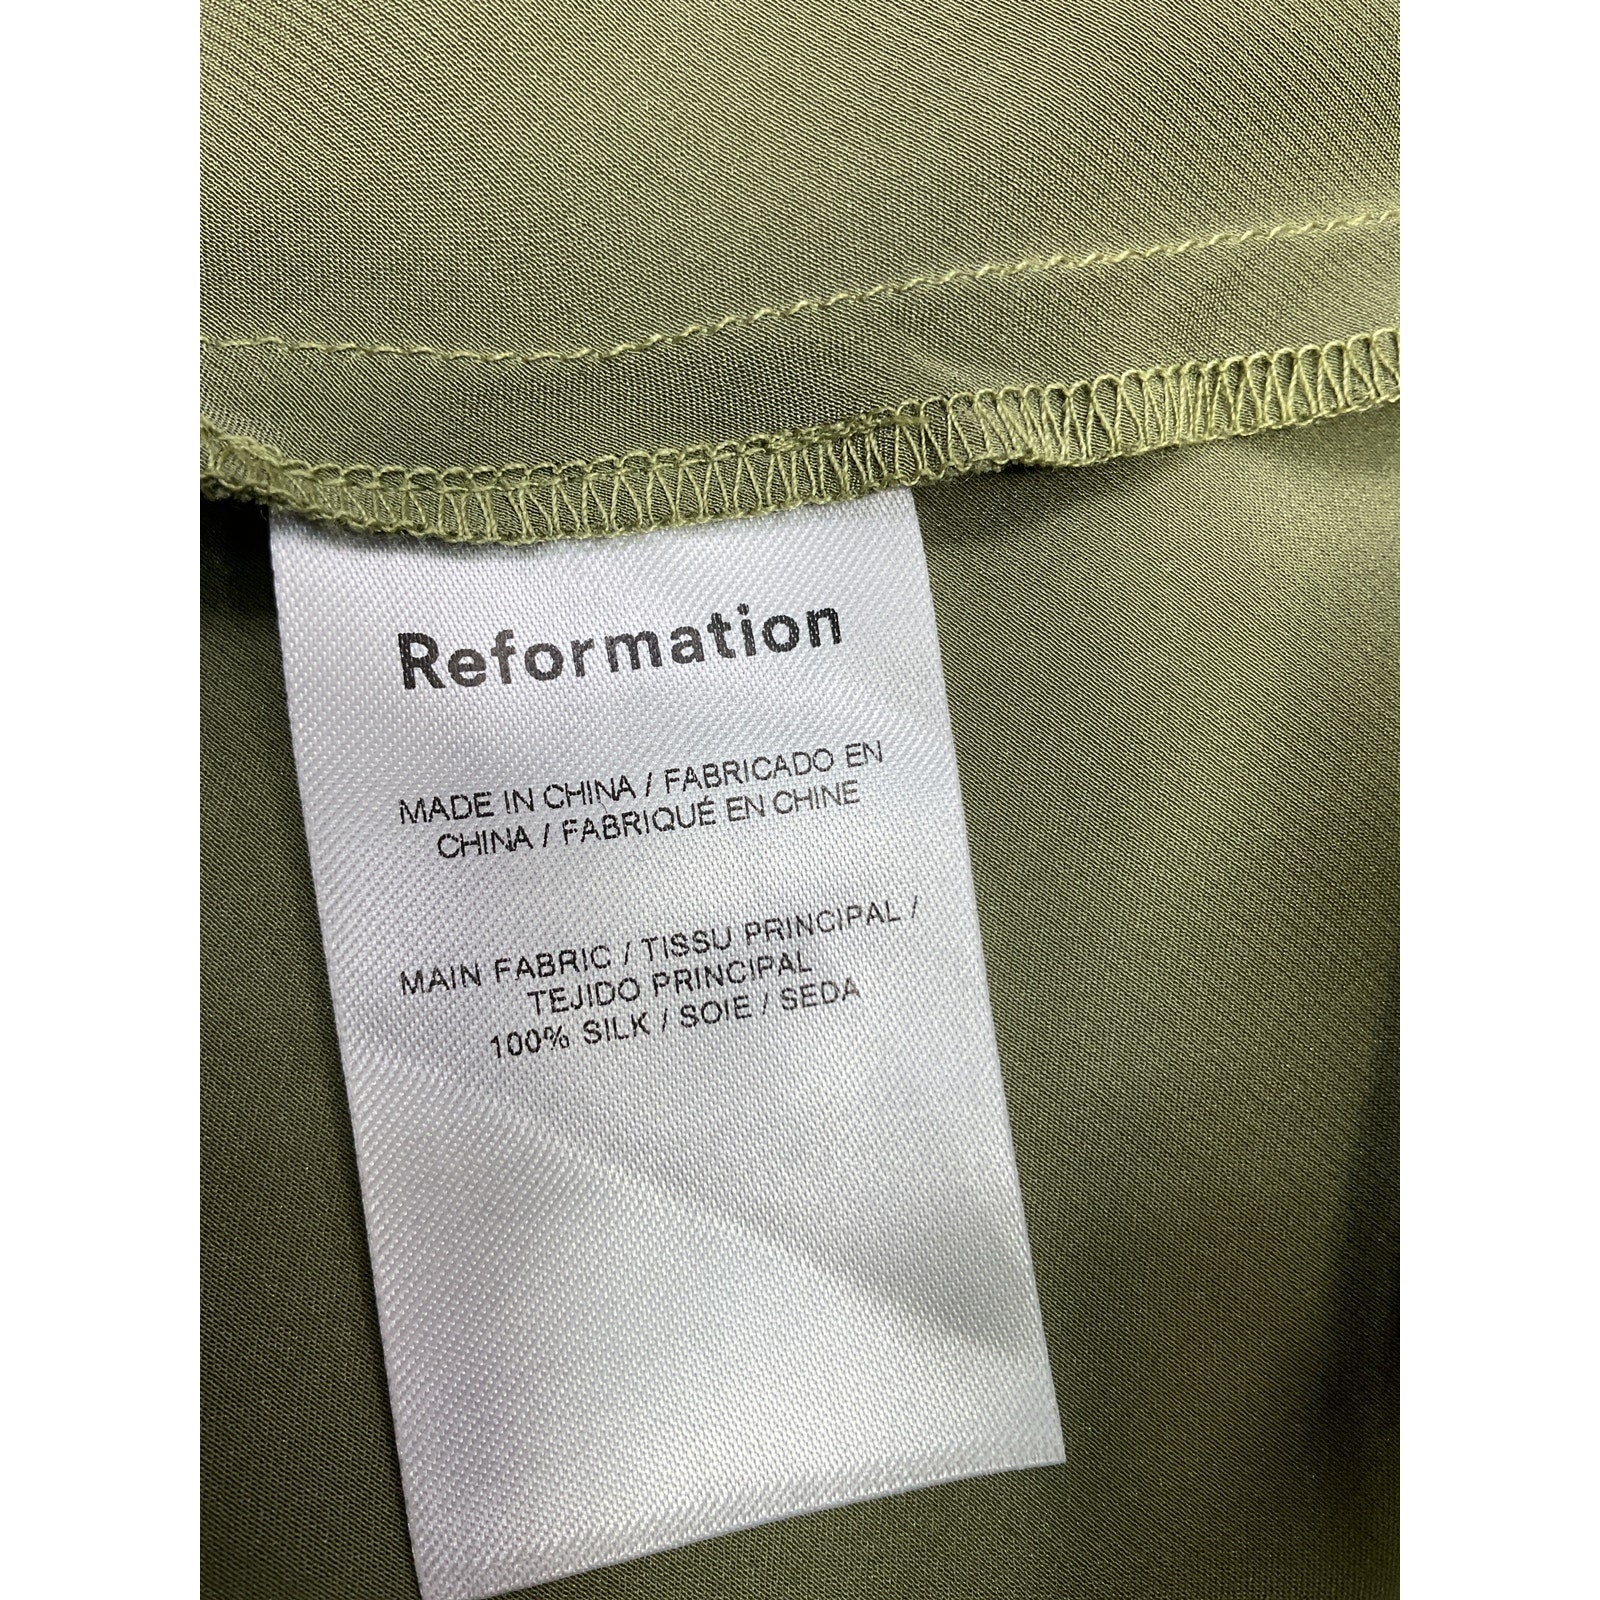 Reformation
MADE IN CHINA / FABRICADO EN
CHINA / FABRIQUÉ EN CHINE
MAIN FABRIC / TISSU PRINCIPAL /
TEJIDO PRINCIPAL
100% SILK / SOIE / SEDA